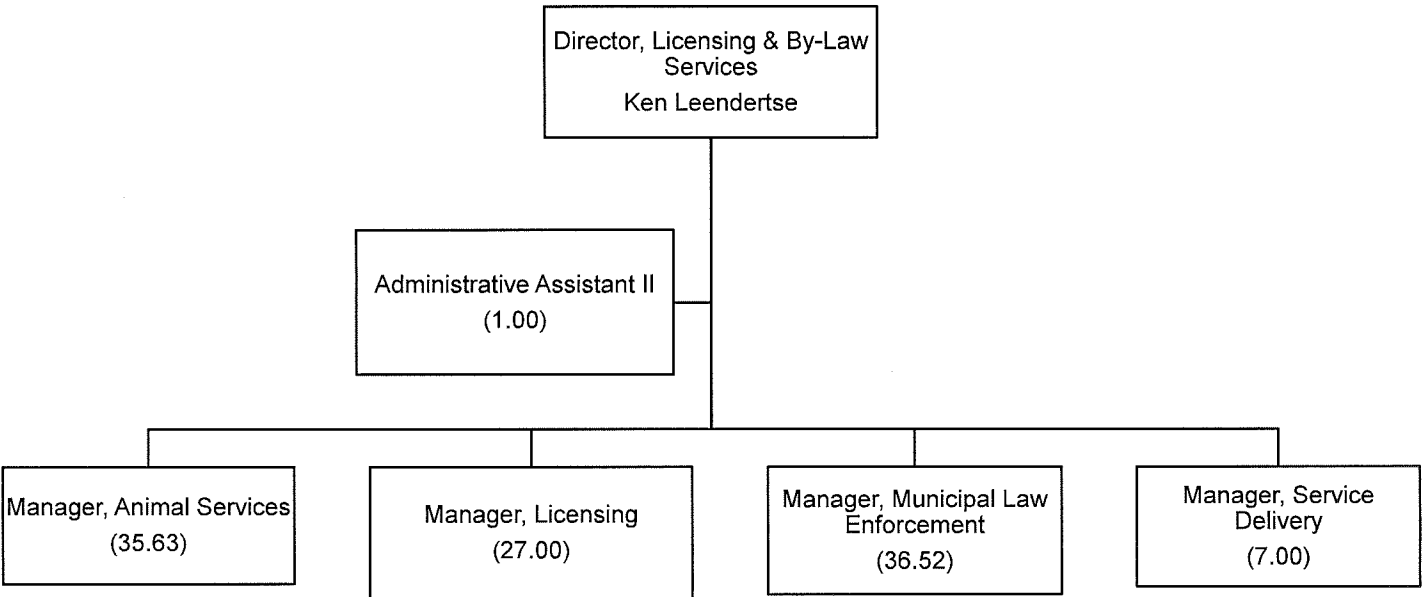 Director, Licensing & By-Law
Services
Ken Leendertse
Administrative Assistant II
(1.00)
Manager, Animal Services
(35.63)
Manager, Licensing
(27.00)
Manager, Municipal Law
Enforcement
(36.52)
Manager, Service
Delivery
(7.00)